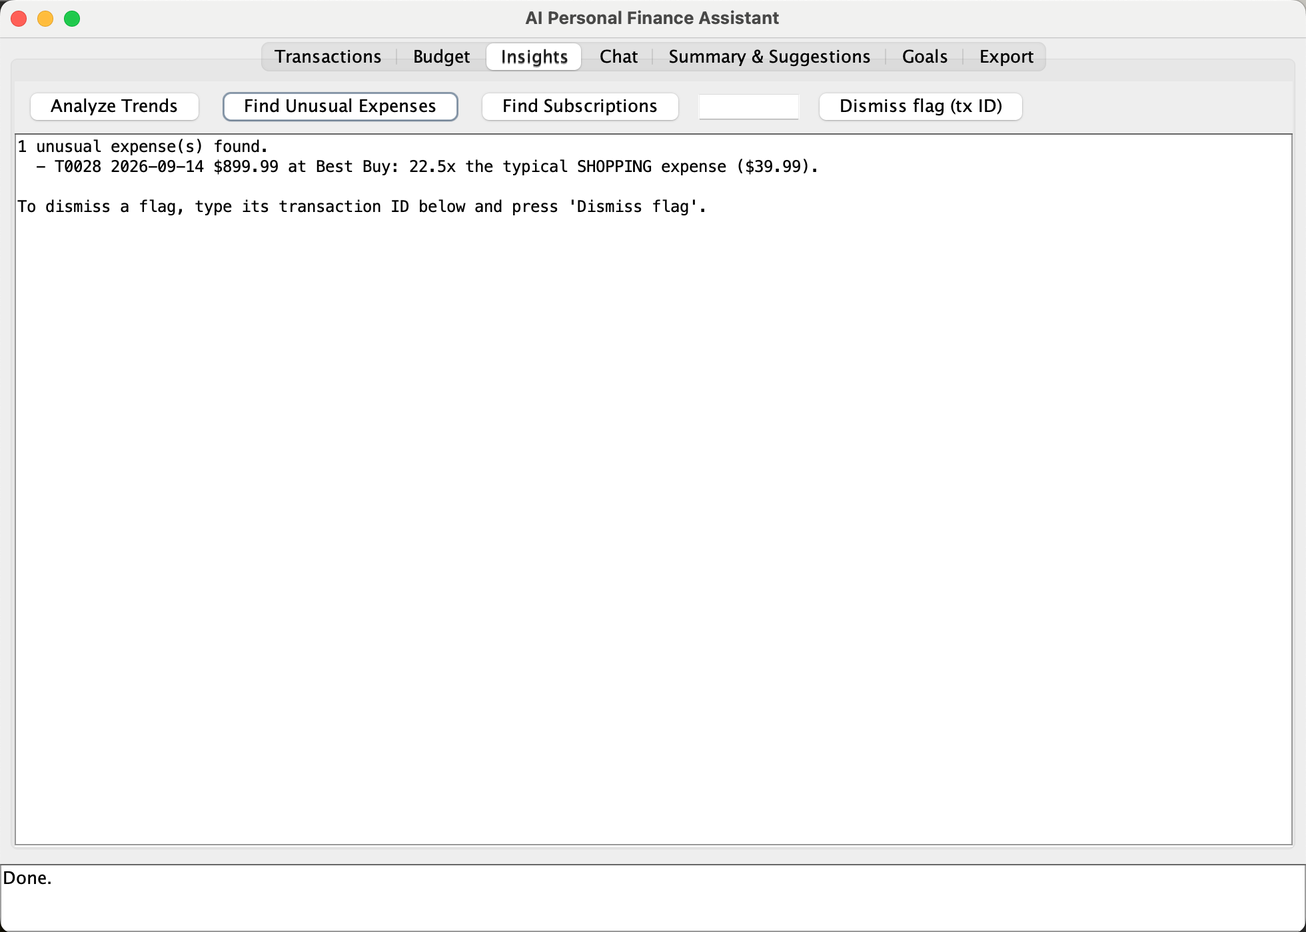 AI Personal Finance Assistant
Transactions Budget Insights Chat Summary & Suggestions Goals Export
Analyze Trends Find Unusual Expenses Find Subscriptions Dismiss flag (tx ID)
1 unusual expense(s) found.
– T0028 2026–09–14 $899.99 at Best Buy: 22.5x the typical SHOPPING expense ($39.99).
To dismiss a flag, type its transaction ID below and press 'Dismiss flag'.
Done.